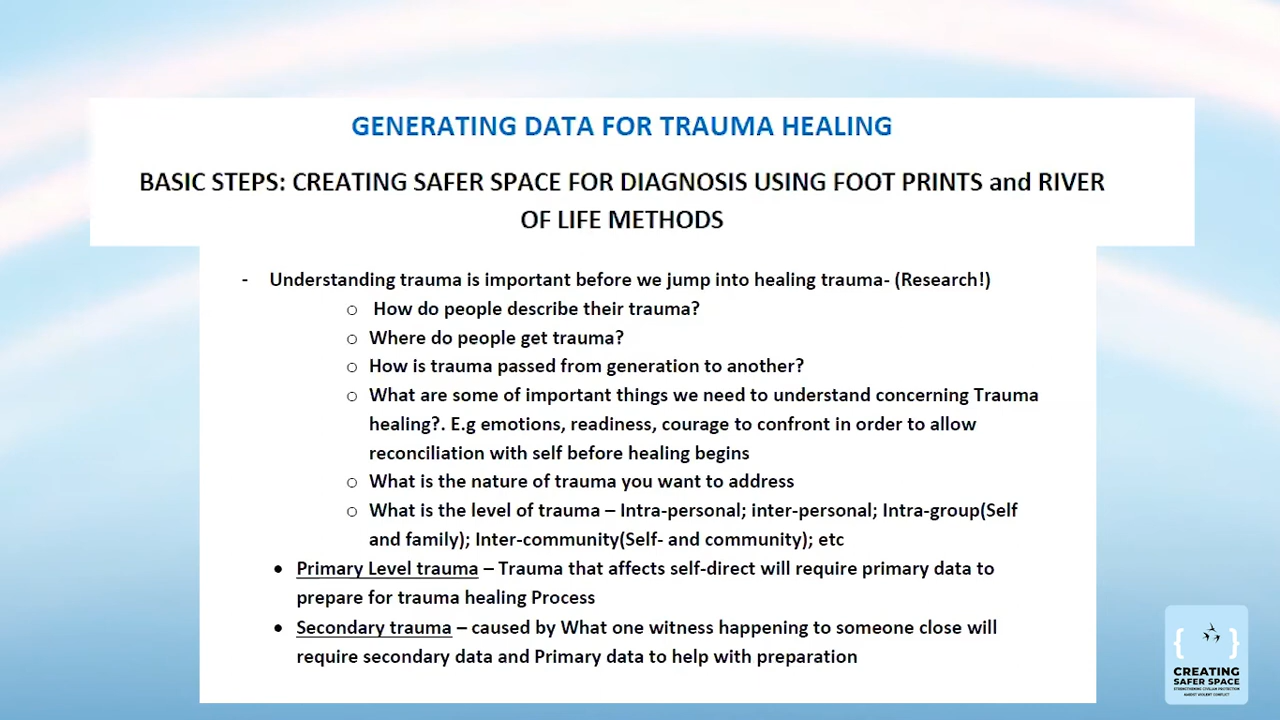 GENERATING DATA FOR TRAUMA HEALING
BASIC STEPS: CREATING SAFER SPACE FOR DIAGNOSIS USING FOOT PRINTS and RIVER
OF LIFE METHODS
- Understanding trauma is important before we jump into healing trauma- (Research!)
o How do people describe their trauma?
o Where do people get trauma?
o How is trauma passed from generation to another?
o What are some of important things we need to understand concerning Trauma
healing?. E.g emotions, readiness, courage to confront in order to allow
reconciliation with self before healing begins
o What is the nature of trauma you want to address
o What is the level of trauma – Intra-personal; inter-personal; Intra-group(Self
and family); Inter-community(Self- and community); etc
• Primary Level trauma – Trauma that affects self-direct will require primary data to
prepare for trauma healing Process
• Secondary trauma – caused by What one witness happening to someone close will
require secondary data and Primary data to help with preparation
CREATING
SAFER SPACE
STRENGTHENING CIVILIAN PROTECTION
AMIDST VIOLENT CONFLICT